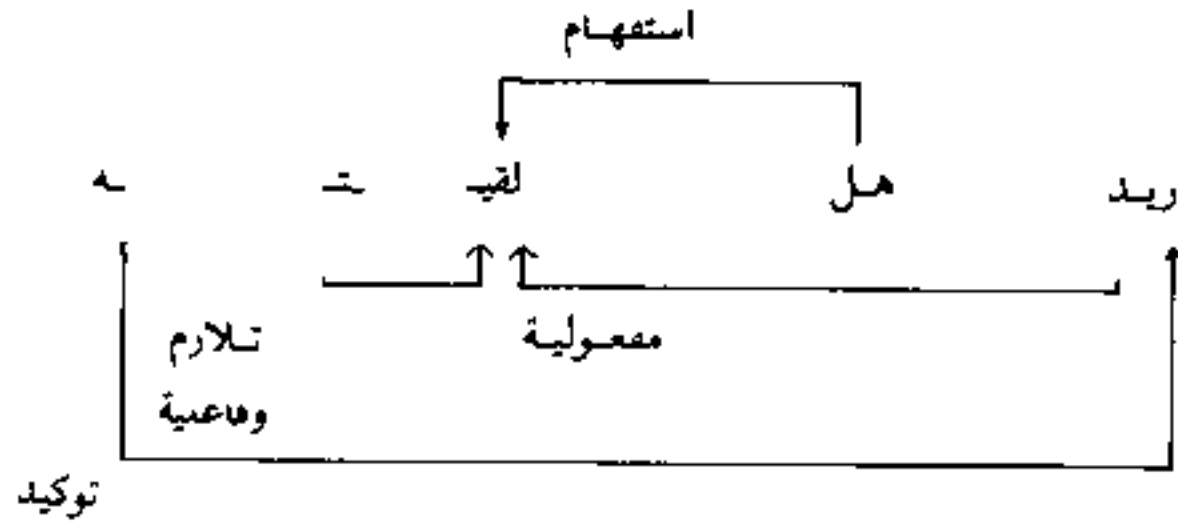 استفهام
زيد هل لقيـ ـتـ ـه
مفعولية تلازم
وفاعلية
توكيد